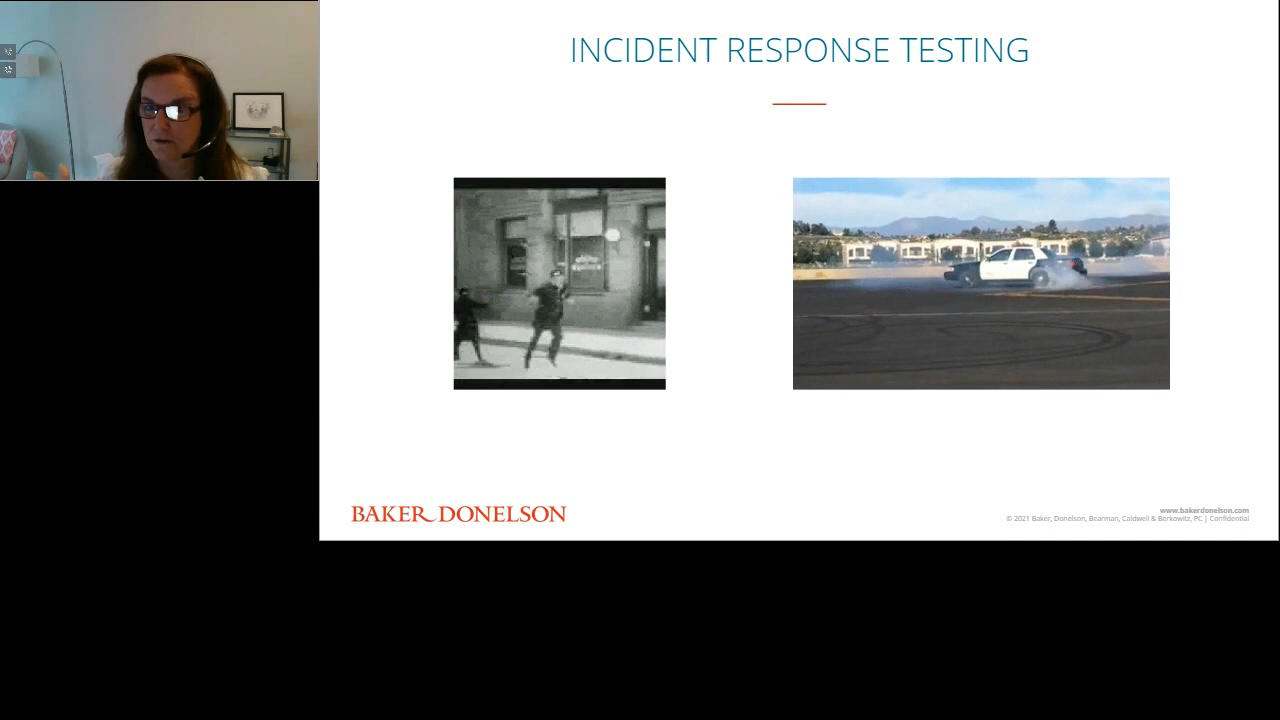 INCIDENT RESPONSE TESTING
BAKER DONELSON
www.bakerdonelson.com
© 2021 Baker, Donelson, Bearman, Caldwell & Berkowitz, PC | Confidential